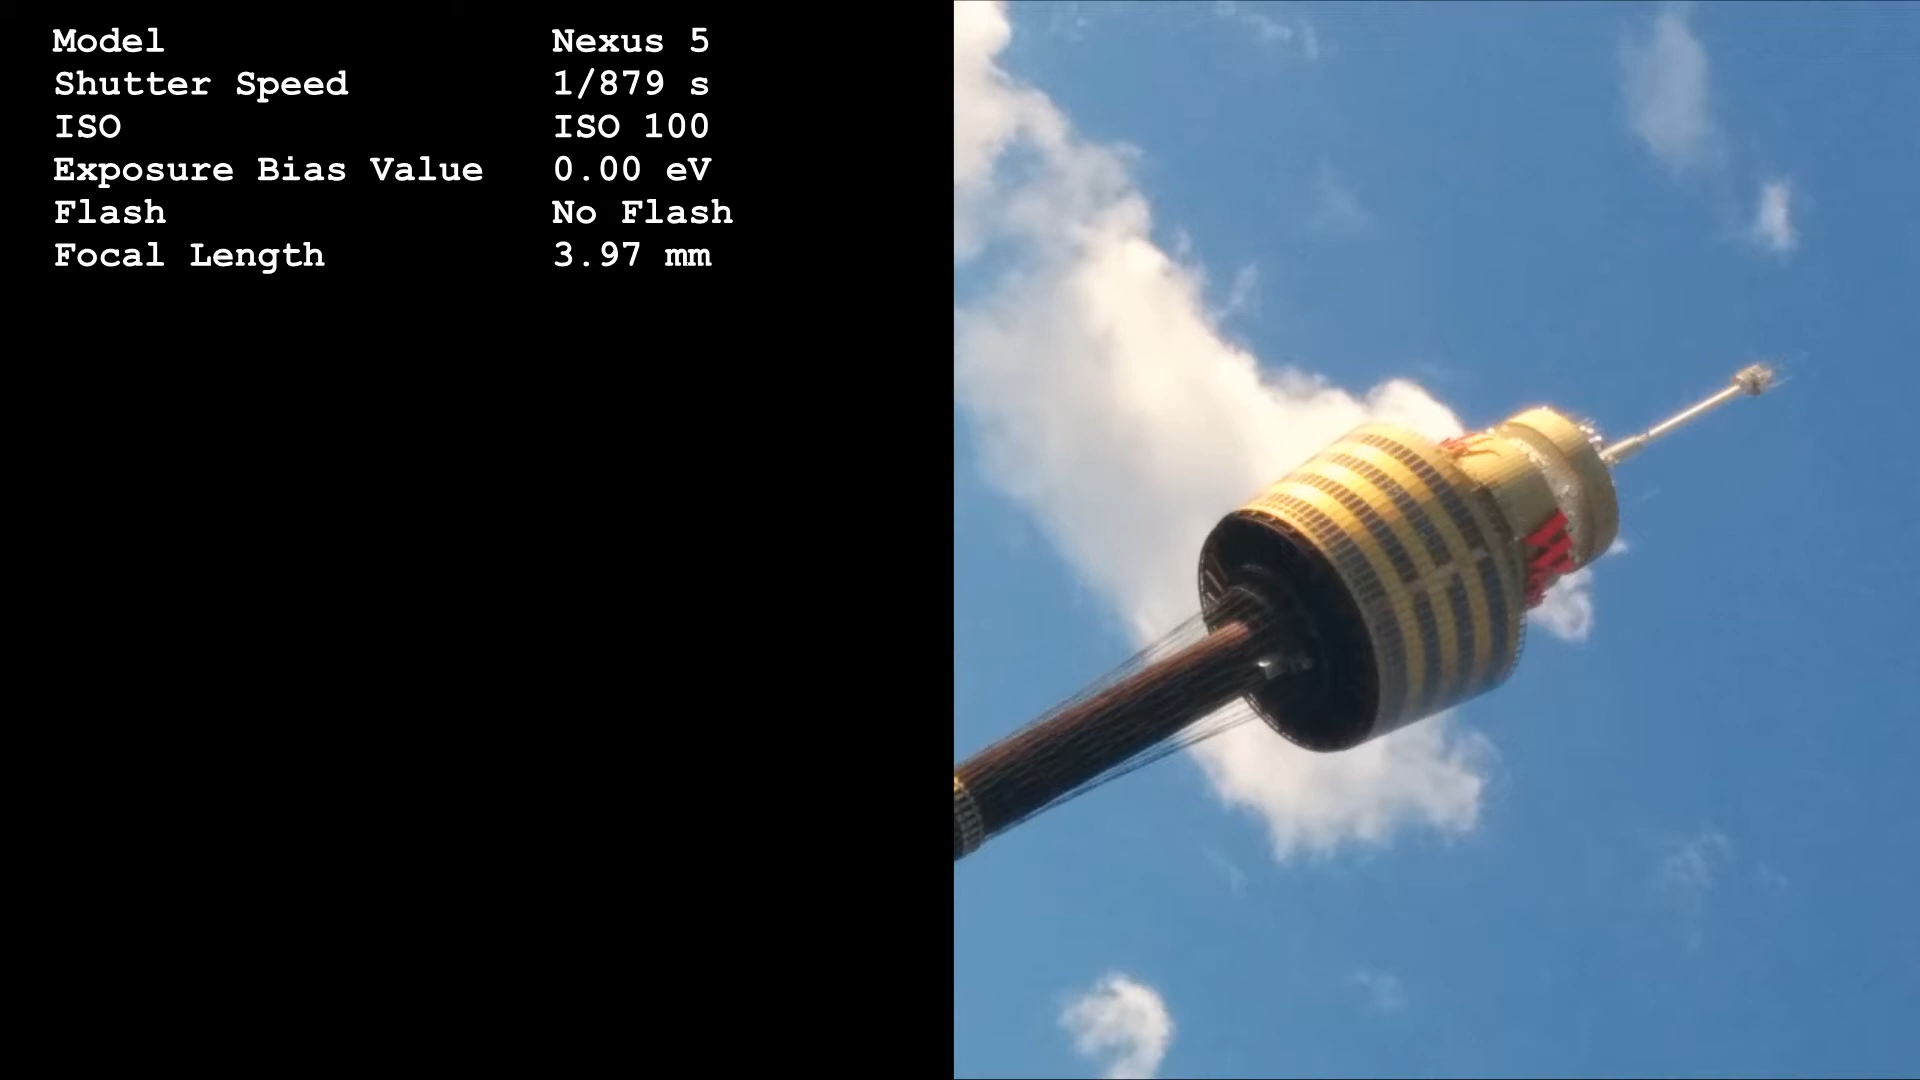 Model Nexus 5
Shutter Speed 1/879 s
ISO ISO 100
Exposure Bias Value 0.00 eV
Flash No Flash
Focal Length 3.97 mm